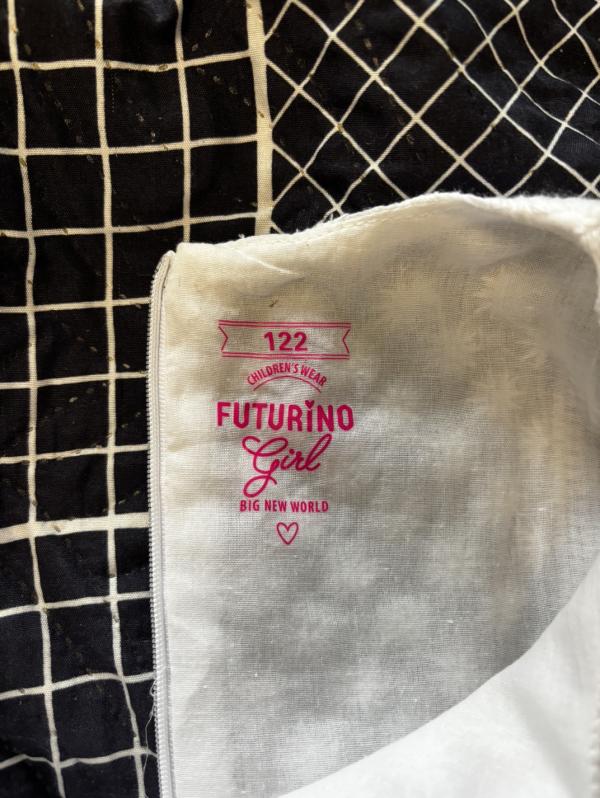 122
CHILDREN'S WEAR
FUTURINO
Girl
BIG NEW WORLD